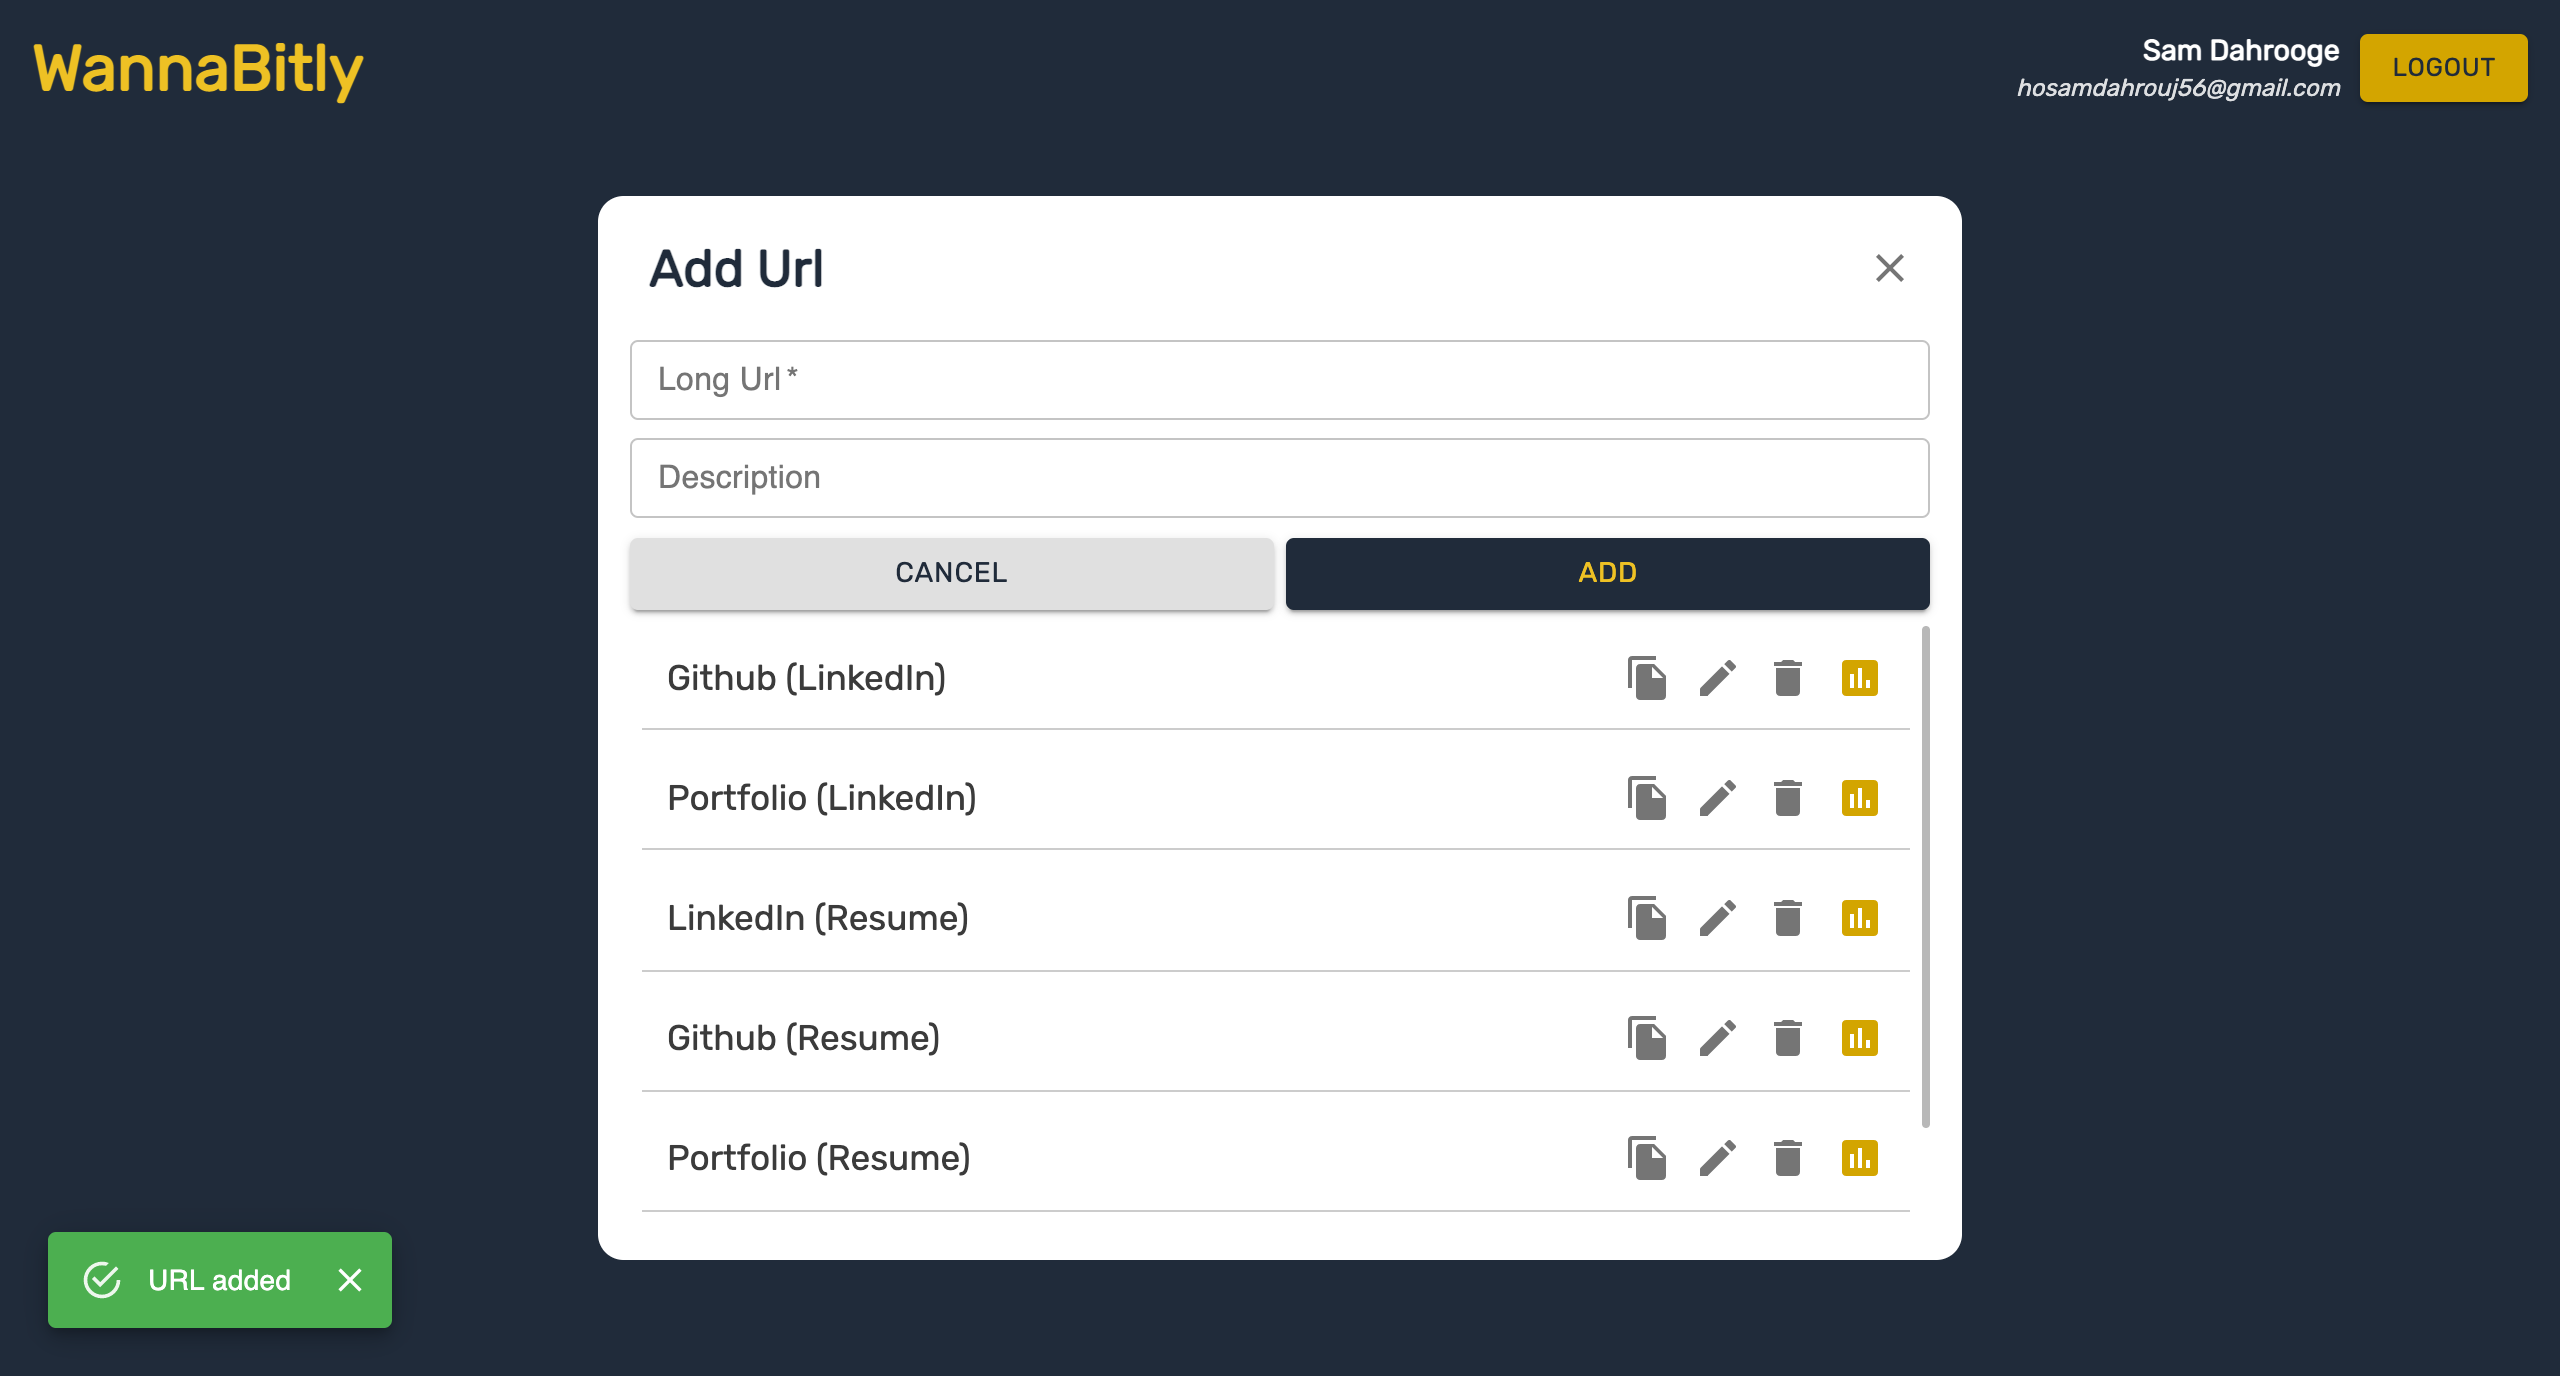 WannaBitly
Sam Dahrooge
hosamdahrouj56@gmail.com
LOGOUT
Add Url
Long Url *
Description
CANCEL
ADD
Github (LinkedIn)
Portfolio (LinkedIn)
LinkedIn (Resume)
Github (Resume)
Portfolio (Resume)
URL added